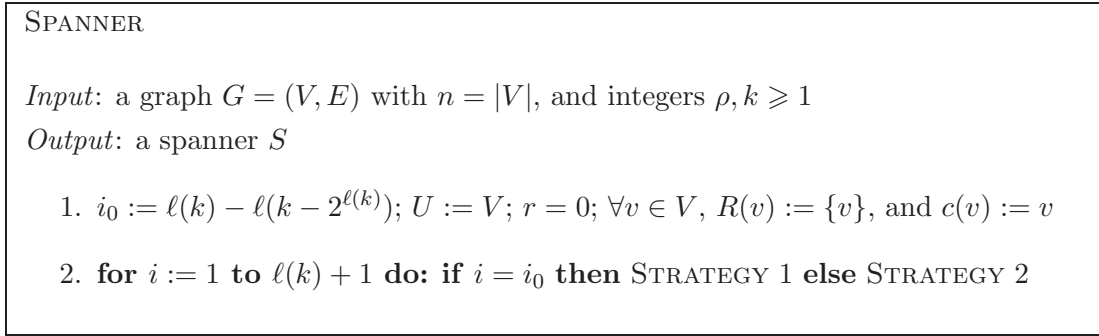 SPANNER
Input: a graph G = (V, E) with n = |V|, and integers ρ, k ⩾ 1
Output: a spanner S
1. i₀ := ℓ(k) − ℓ(k − 2^{ℓ(k)}); U := V; r = 0; ∀v ∈ V, R(v) := {v}, and c(v) := v
2. for i := 1 to ℓ(k) + 1 do: if i = i₀ then STRATEGY 1 else STRATEGY 2